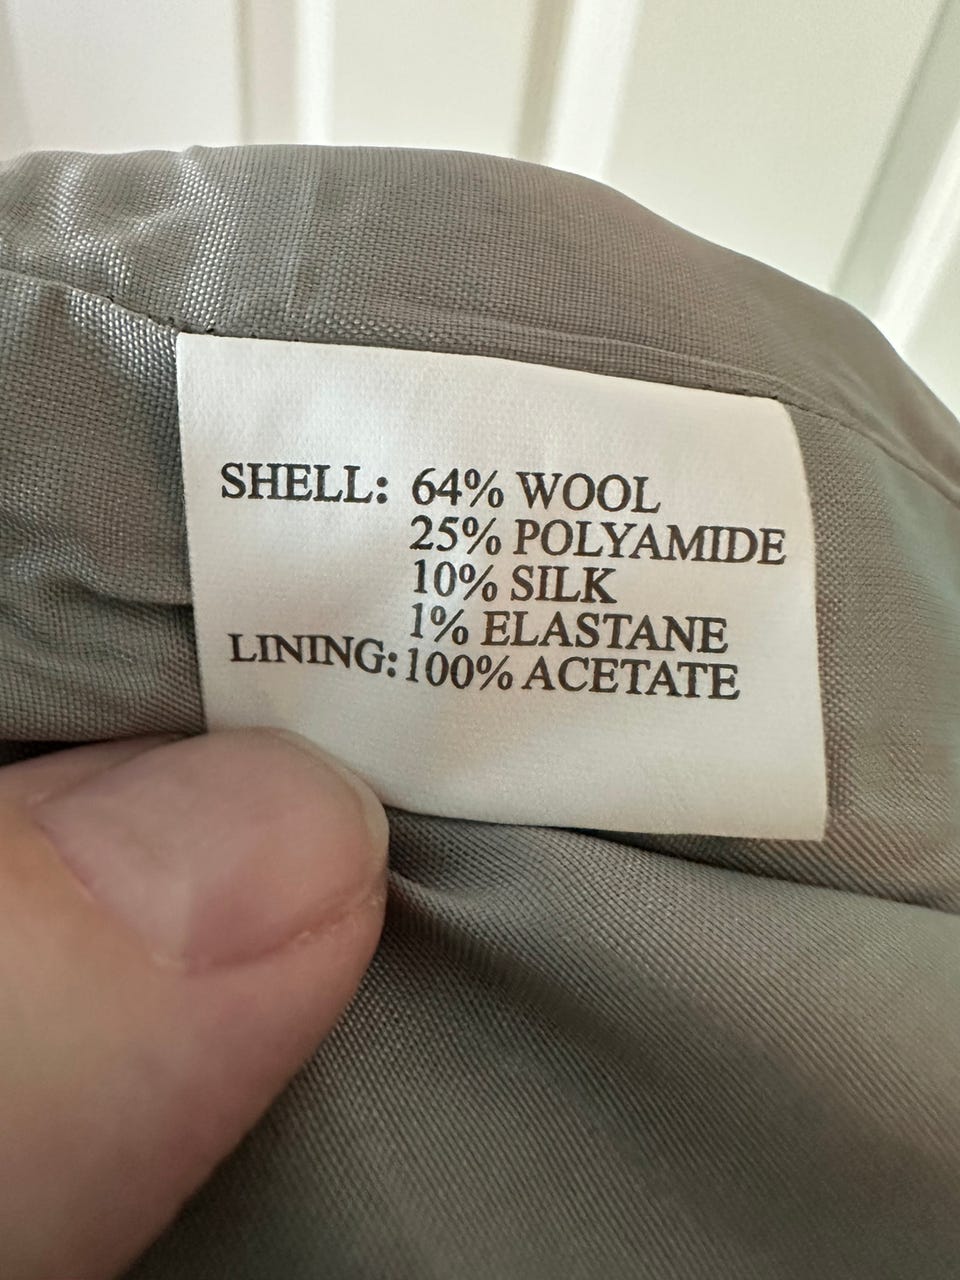 SHELL: 64% WOOL
25% POLYAMIDE
10% SILK
1% ELASTANE
LINING: 100% ACETATE